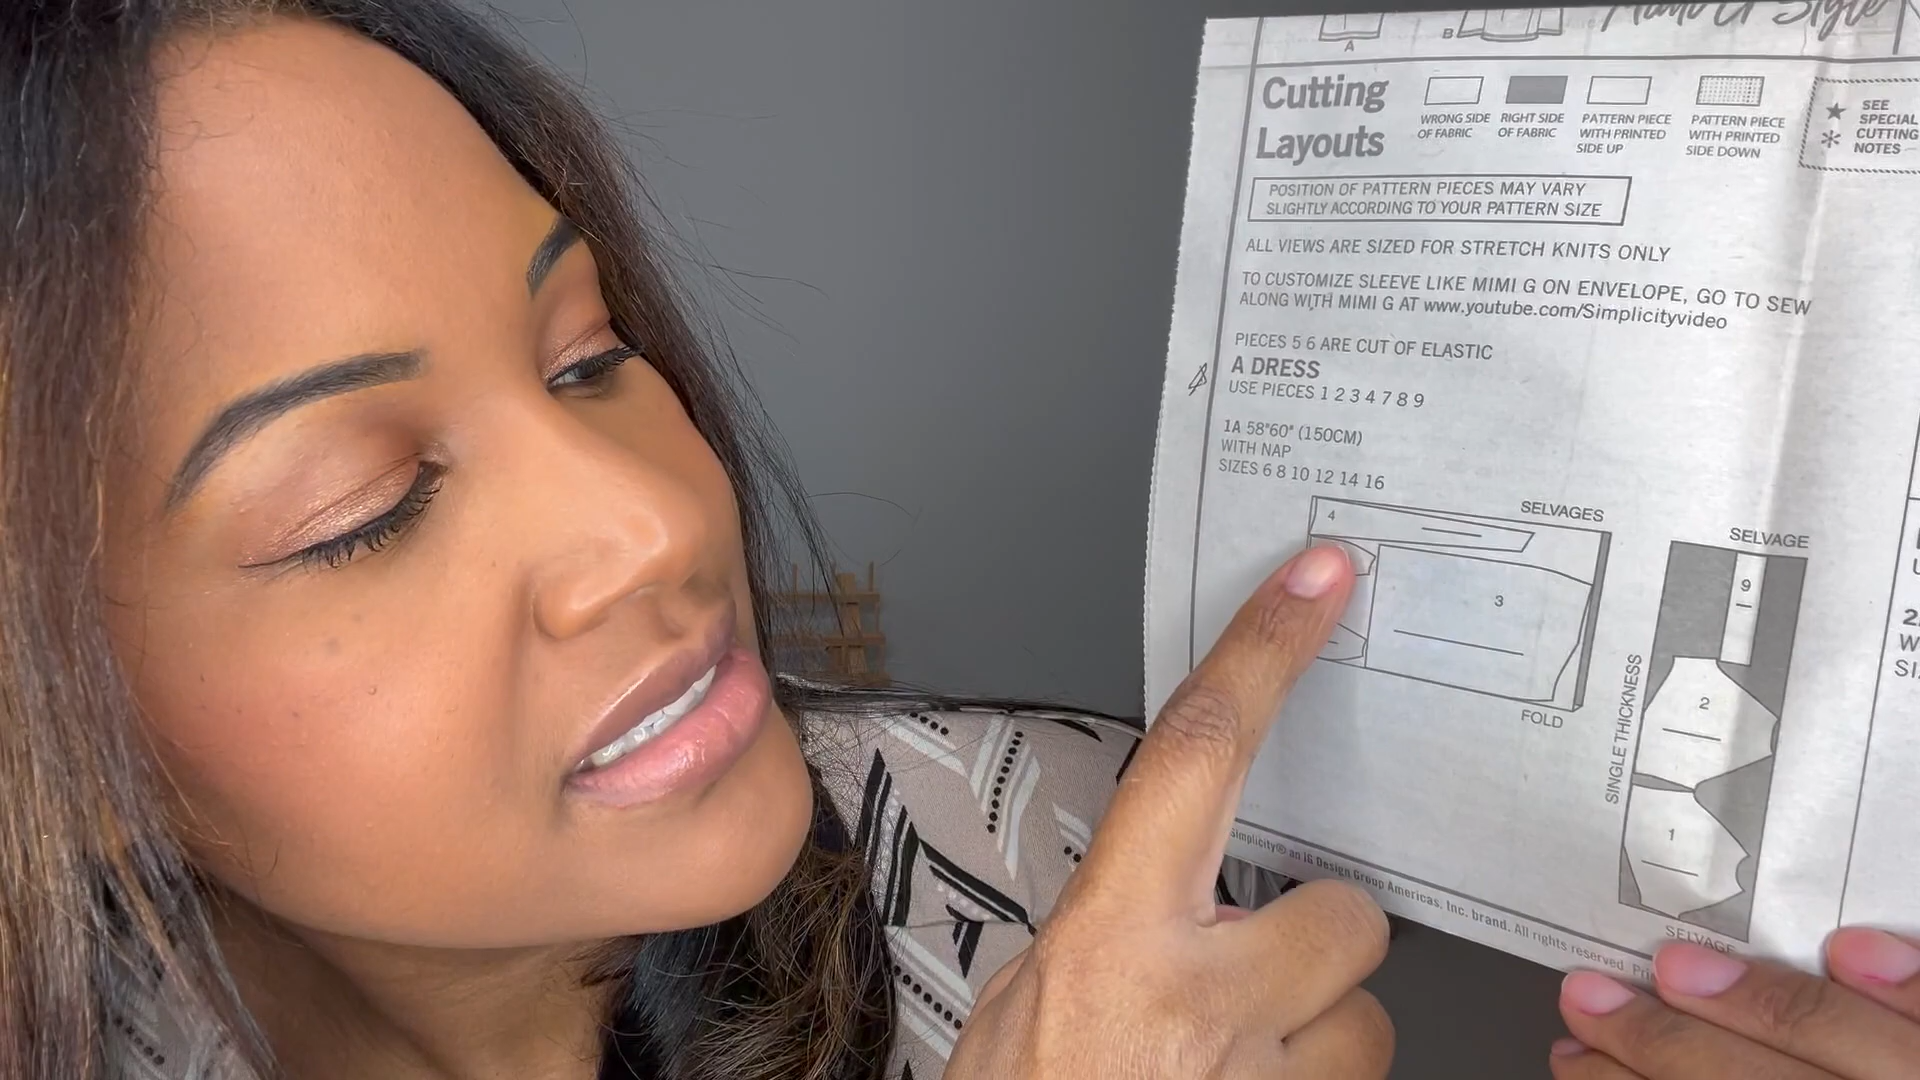 Mimi G Style
A
B
Cutting
Layouts
WRONG SIDE
OF FABRIC
RIGHT SIDE
OF FABRIC
PATTERN PIECE
WITH PRINTED
SIDE UP
PATTERN PIECE
WITH PRINTED
SIDE DOWN
★
✻
SEE
SPECIAL
CUTTING
NOTES
POSITION OF PATTERN PIECES MAY VARY
SLIGHTLY ACCORDING TO YOUR PATTERN SIZE
ALL VIEWS ARE SIZED FOR STRETCH KNITS ONLY
TO CUSTOMIZE SLEEVE LIKE MIMI G ON ENVELOPE, GO TO SEW
ALONG WITH MIMI G AT www.youtube.com/Simplicityvideo
PIECES 5 6 ARE CUT OF ELASTIC
A DRESS
USE PIECES 1 2 3 4 7 8 9
1A 58"60" (150CM)
WITH NAP
SIZES 6 8 10 12 14 16
4
SELVAGES
3
FOLD
SELVAGE
9
2
SINGLE THICKNESS
1
SELVAGE
Simplicity® an IG Design Group Americas, Inc. brand. All rights reserved.